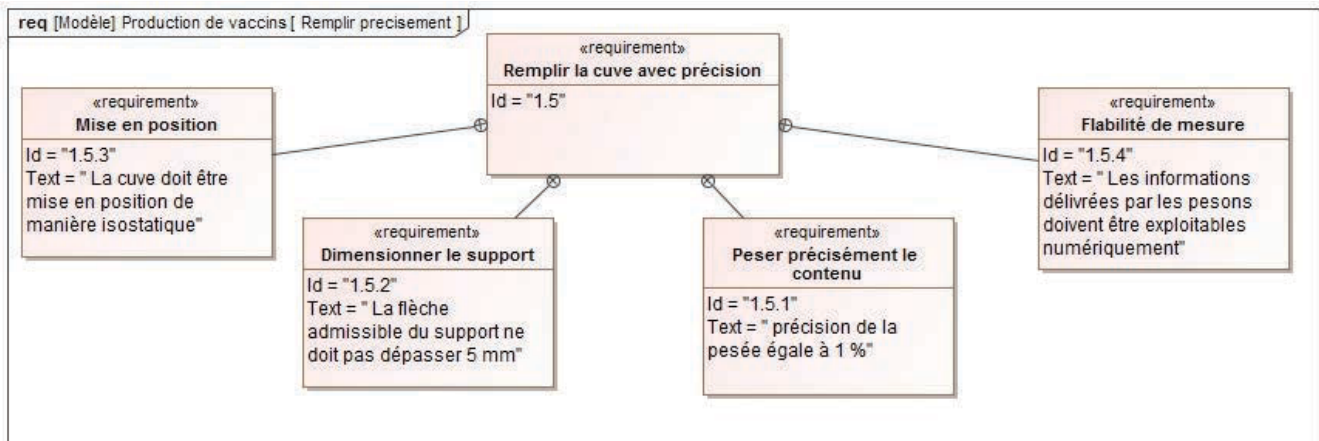 req [Modèle] Production de vaccins [ Remplir precisement ]
«requirement»
Remplir la cuve avec précision
Id = "1.5"
«requirement»
Mise en position
Id = "1.5.3"
Text = " La cuve doit être
mise en position de
manière isostatique"
«requirement»
Dimensionner le support
Id = "1.5.2"
Text = " La flèche
admissible du support ne
doit pas dépasser 5 mm"
«requirement»
Peser précisément le
contenu
Id = "1.5.1"
Text = " précision de la
pesée égale à 1 %"
«requirement»
Flabilité de mesure
Id = "1.5.4"
Text = " Les informations
délivrées par les pesons
doivent être exploitables
numériquement"